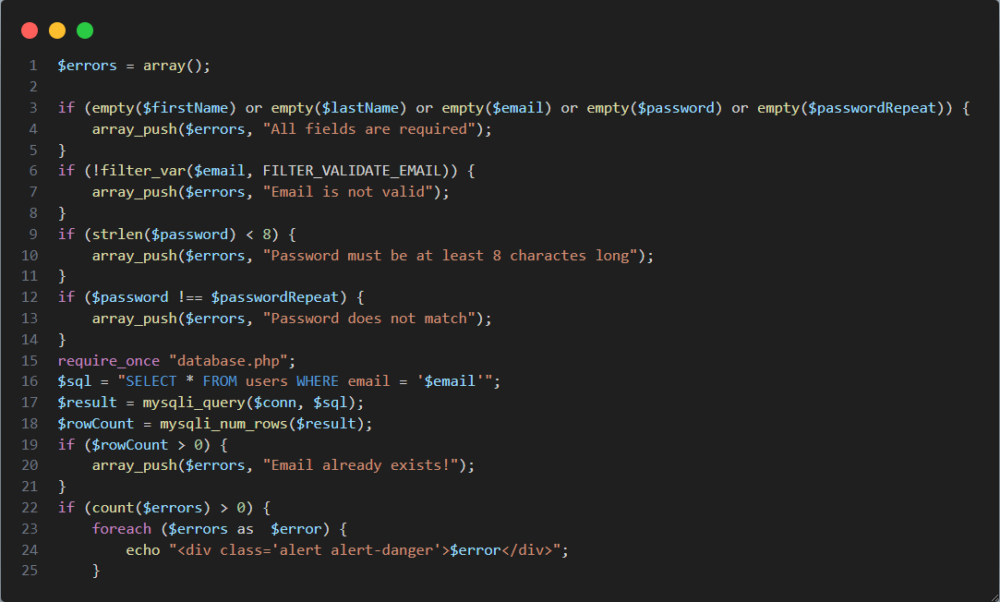 1 $errors = array();
2
3 if (empty($firstName) or empty($lastName) or empty($email) or empty($password) or empty($passwordRepeat)) {
4     array_push($errors, "All fields are required");
5 }
6 if (!filter_var($email, FILTER_VALIDATE_EMAIL)) {
7     array_push($errors, "Email is not valid");
8 }
9 if (strlen($password) < 8) {
10     array_push($errors, "Password must be at least 8 charactes long");
11 }
12 if ($password !== $passwordRepeat) {
13     array_push($errors, "Password does not match");
14 }
15 require_once "database.php";
16 $sql = "SELECT * FROM users WHERE email = '$email'";
17 $result = mysqli_query($conn, $sql);
18 $rowCount = mysqli_num_rows($result);
19 if ($rowCount > 0) {
20     array_push($errors, "Email already exists!");
21 }
22 if (count($errors) > 0) {
23     foreach ($errors as  $error) {
24         echo "<div class='alert alert-danger'>$error</div>";
25     }